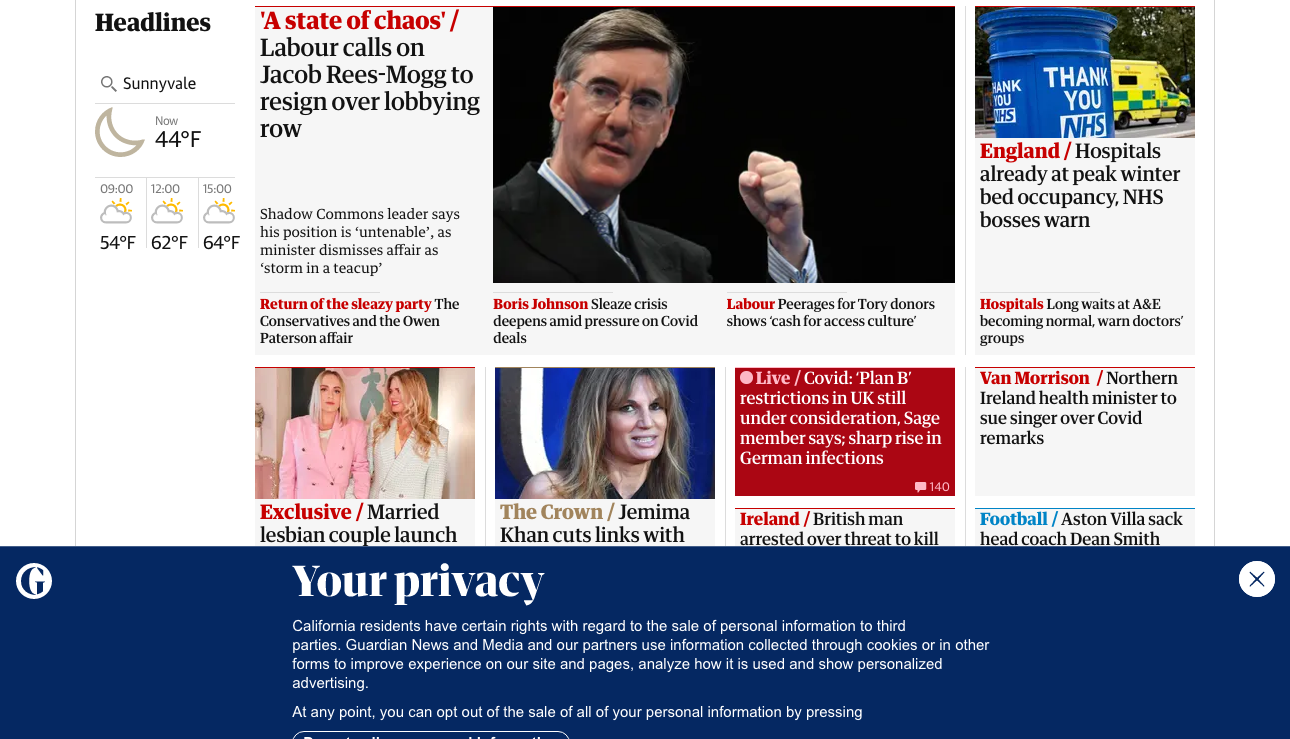 Headlines
Sunnyvale
Now
44°F
09:00
12:00
15:00
54°F
62°F
64°F
'A state of chaos' /
Labour calls on
Jacob Rees-Mogg to
resign over lobbying
row
Shadow Commons leader says
his position is ‘untenable’, as
minister dismisses affair as
‘storm in a teacup’
Return of the sleazy party The
Conservatives and the Owen
Paterson affair
Boris Johnson Sleaze crisis
deepens amid pressure on Covid
deals
Labour Peerages for Tory donors
shows ‘cash for access culture’
THANK
YOU
NHS
THANK
YOU
NHS
England / Hospitals
already at peak winter
bed occupancy, NHS
bosses warn
Hospitals Long waits at A&E
becoming normal, warn doctors’
groups
Exclusive / Married
lesbian couple launch
The Crown / Jemima
Khan cuts links with
Live / Covid: ‘Plan B’
restrictions in UK still
under consideration, Sage
member says; sharp rise in
German infections
140
Ireland / British man
arrested over threat to kill
Van Morrison / Northern
Ireland health minister to
sue singer over Covid
remarks
Football / Aston Villa sack
head coach Dean Smith
G
Your privacy
California residents have certain rights with regard to the sale of personal information to third
parties. Guardian News and Media and our partners use information collected through cookies or in other
forms to improve experience on our site and pages, analyze how it is used and show personalized
advertising.
At any point, you can opt out of the sale of all of your personal information by pressing